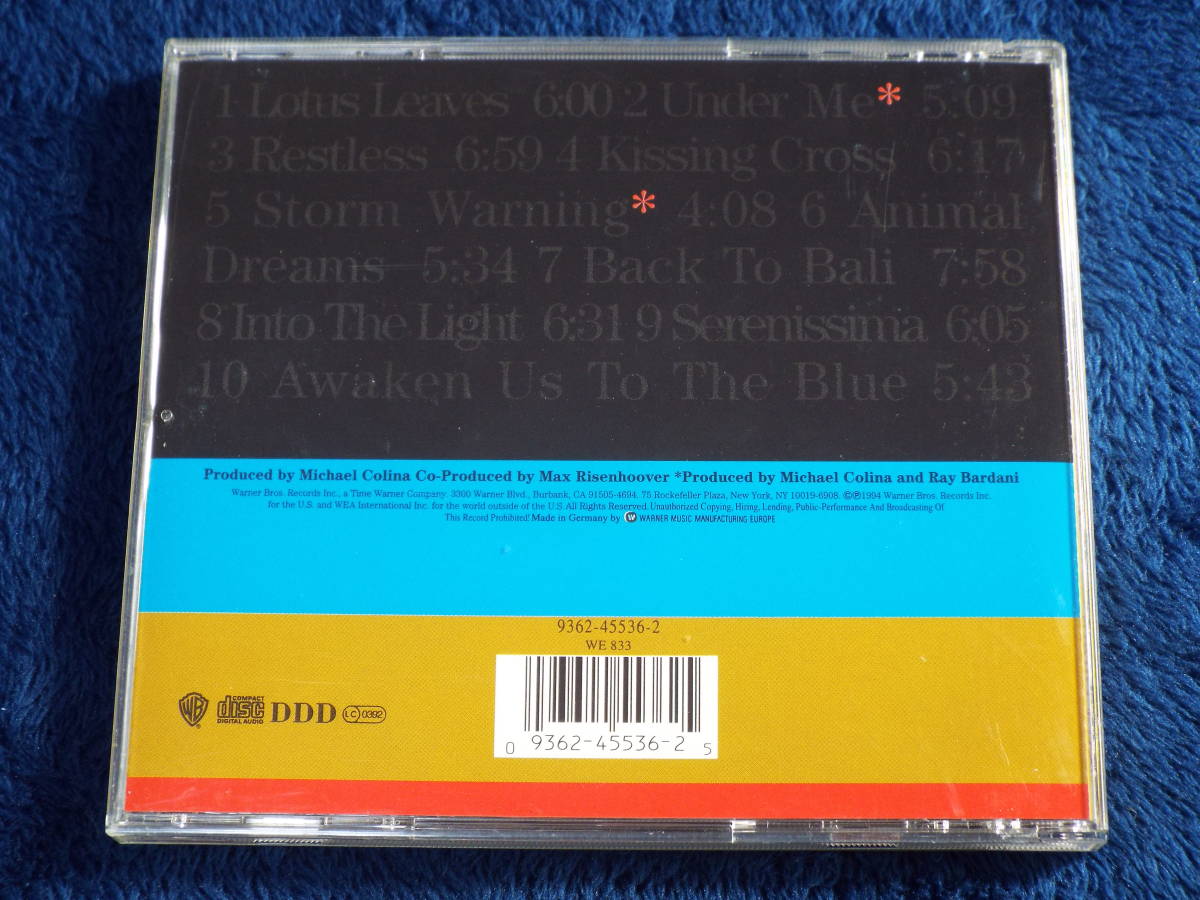 1 Lotus Leaves 6:00 2 Under Me* 5:09
3 Restless 6:59 4 Kissing Cross 6:17
5 Storm Warning* 4:08 6 Animal
Dreams 5:34 7 Back To Bali 7:58
8 Into The Light 6:31 9 Serenissima 6:05
10 Awaken Us To The Blue 5:43
Produced by Michael Colina Co-Produced by Max Risenhoover *Produced by Michael Colina and Ray Bardani
Warner Bros. Records Inc., a Time Warner Company. 3300 Warner Blvd., Burbank, CA 91505-4694. 75 Rockefeller Plaza, New York, NY 10019-6908. ©℗1994 Warner Bros. Records Inc.
for the U.S. and WEA International Inc. for the world outside of the U.S. All Rights Reserved. Unauthorized Copying, Hiring, Lending, Public-Performance And Broadcasting Of
This Record Prohibited! Made in Germany by W WARNER MUSIC MANUFACTURING EUROPE
9362-45536-2
WE 833
WB COMPACT disc DIGITAL AUDIO DDD LC 0392
0 9362-45536-2 5